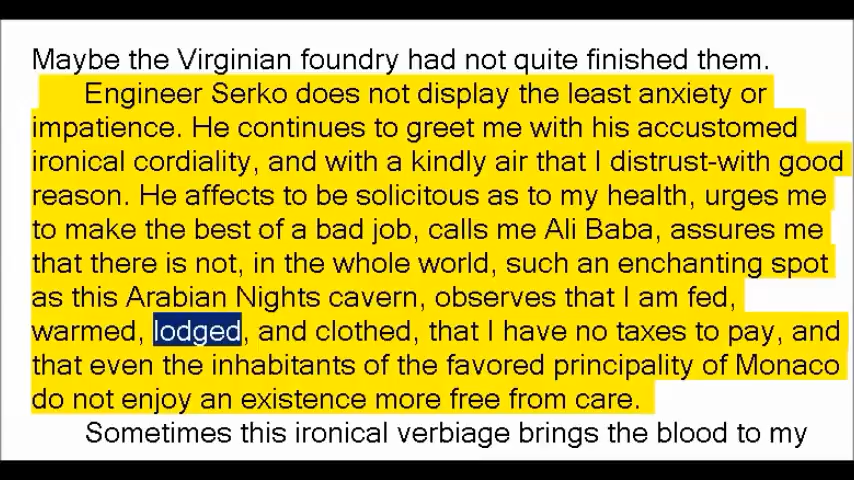 Maybe the Virginian foundry had not quite finished them.
Engineer Serko does not display the least anxiety or
impatience. He continues to greet me with his accustomed
ironical cordiality, and with a kindly air that I distrust-with good
reason. He affects to be solicitous as to my health, urges me
to make the best of a bad job, calls me Ali Baba, assures me
that there is not, in the whole world, such an enchanting spot
as this Arabian Nights cavern, observes that I am fed,
warmed, lodged, and clothed, that I have no taxes to pay, and
that even the inhabitants of the favored principality of Monaco
do not enjoy an existence more free from care.
Sometimes this ironical verbiage brings the blood to my